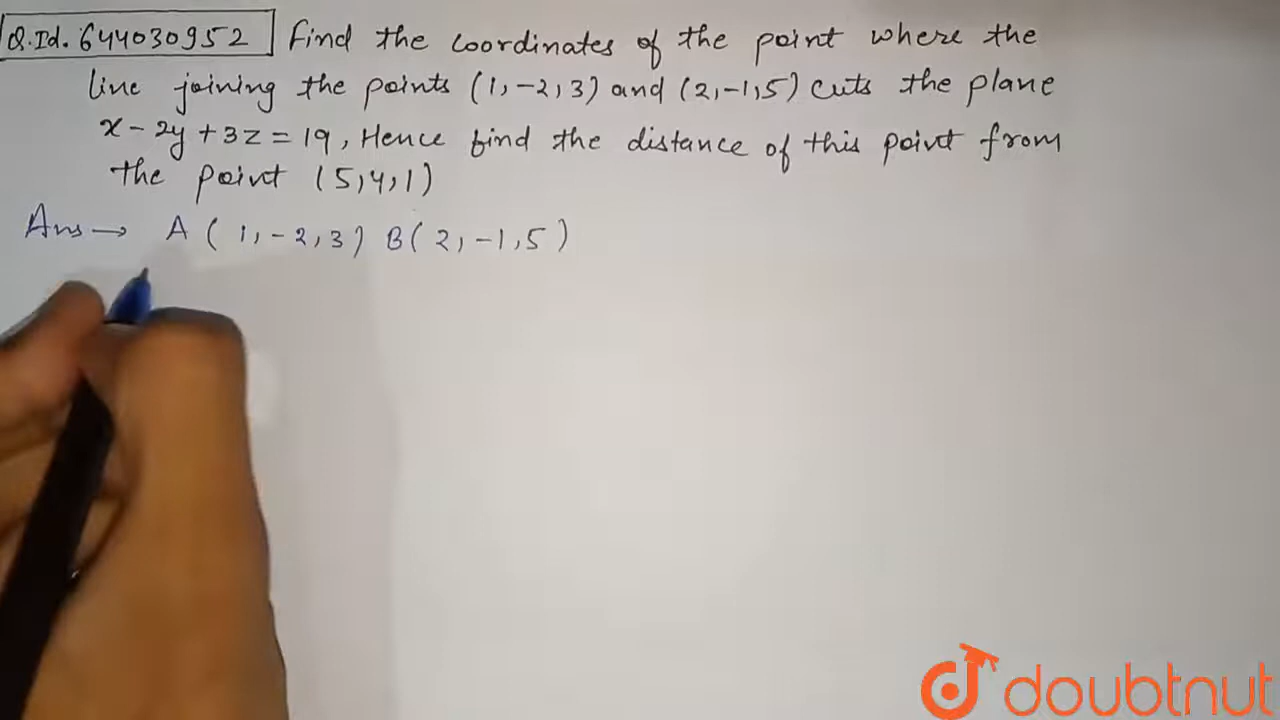 Q.Id. 644030952 Find the coordinates of the point where the
line joining the points (1,-2,3) and (2,-1,5) cuts the plane
x-2y+3z=19, Hence find the distance of this point from
the point (5,4,1)
Ans→ A (1,-2,3) B(2,-1,5)
doubtnut